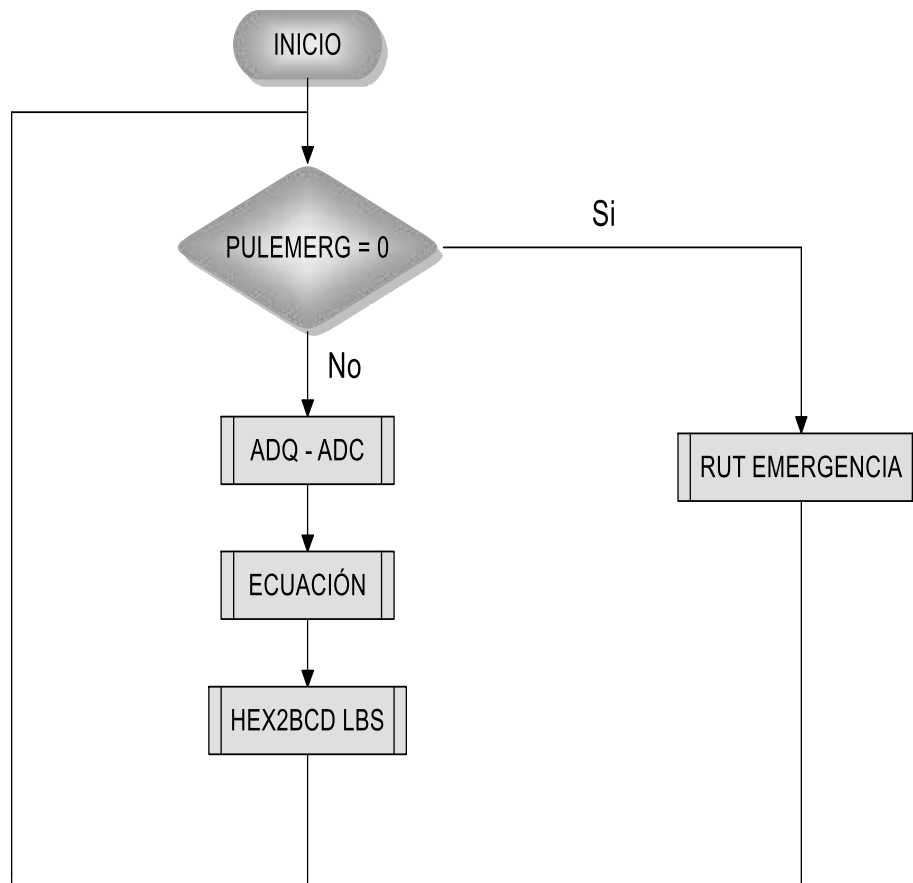 INICIO
PULEMERG = 0
Si
No
ADQ - ADC
RUT EMERGENCIA
ECUACIÓN
HEX2BCD LBS